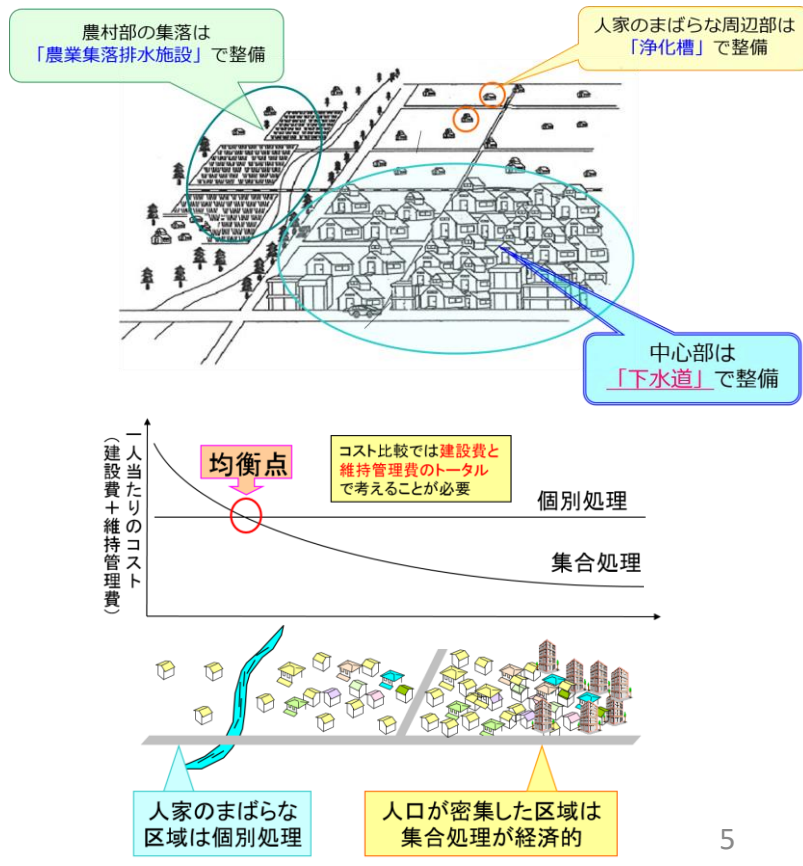 農村部の集落は
「農業集落排水施設」で整備
人家のまばらな周辺部は
「浄化槽」で整備
中心部は
「下水道」で整備
一人当たりのコスト
(建設費+維持管理費)
均衡点
コスト比較では建設費と
維持管理費のトータル
で考えることが必要
個別処理
集合処理
人家のまばらな
区域は個別処理
人口が密集した区域は
集合処理が経済的
5